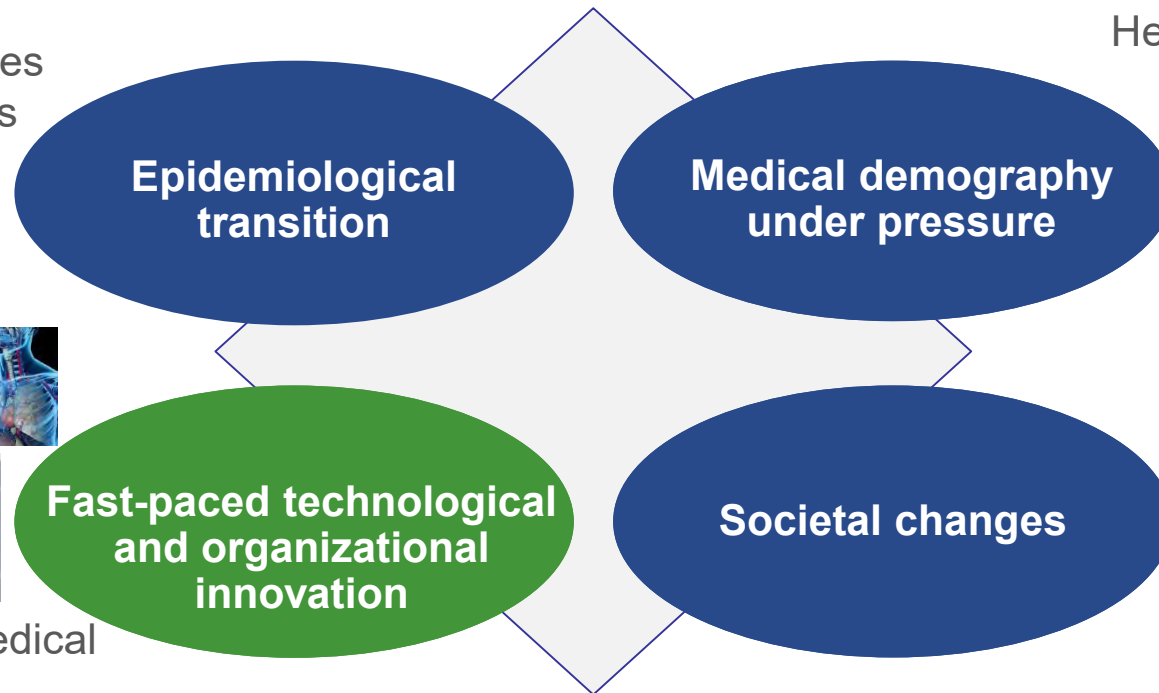 Epidemiological
transition
Medical demography
under pressure
Fast-paced technological
and organizational
innovation
Societal changes